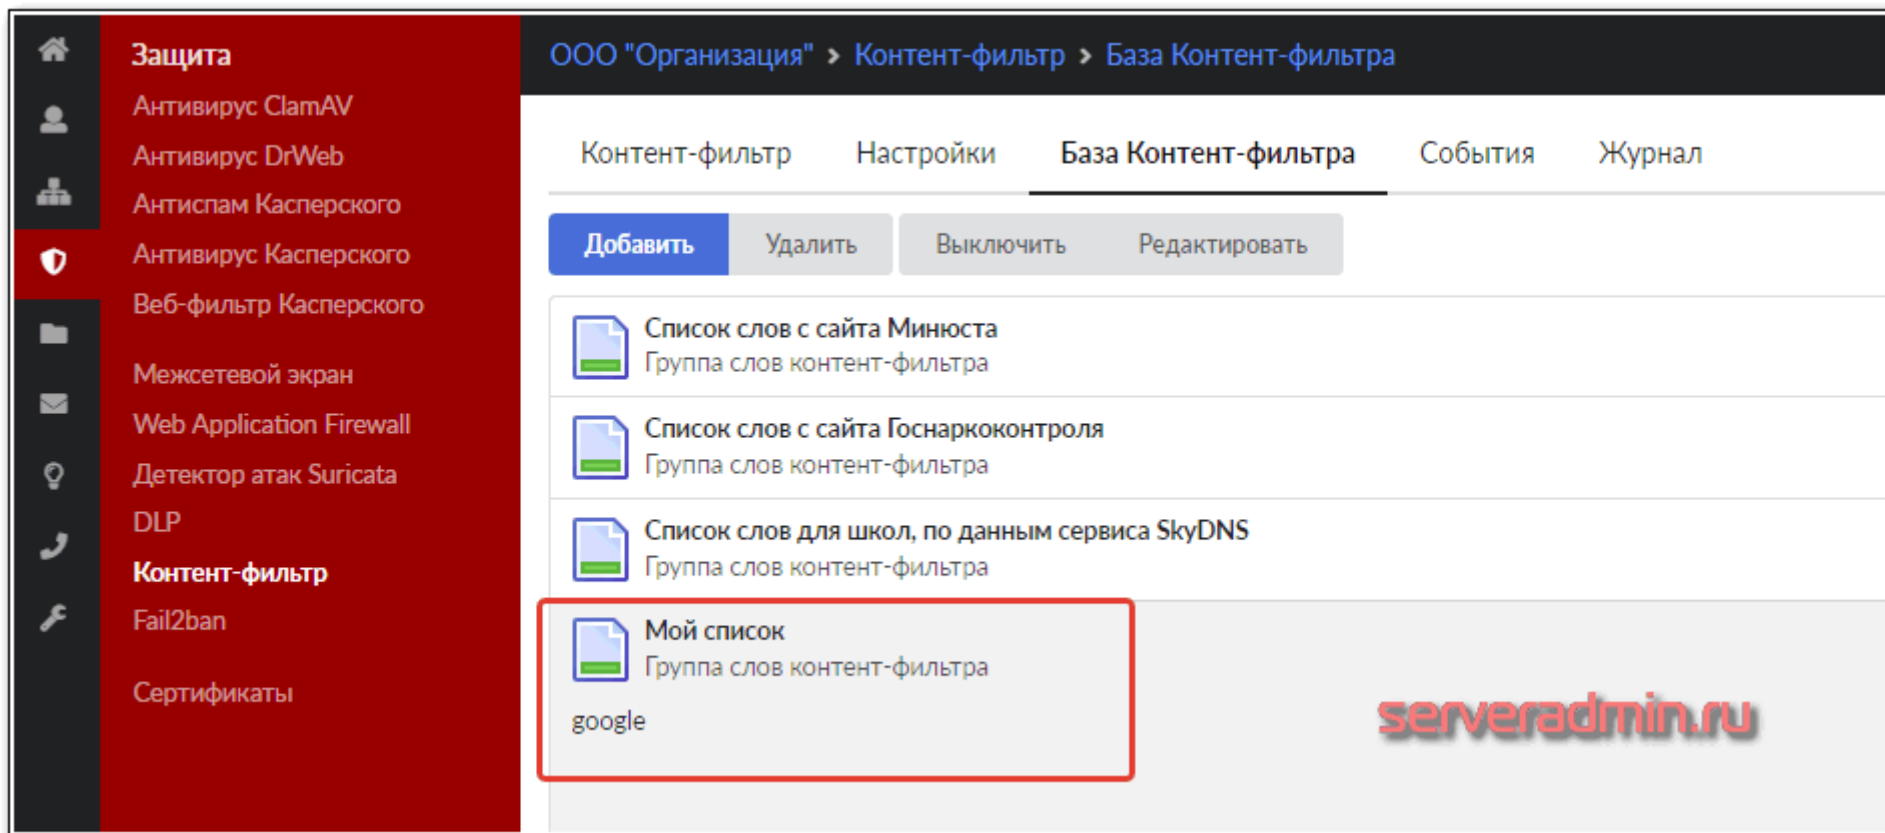 Защита
Антивирус ClamAV
Антивирус DrWeb
Антиспам Касперского
Антивирус Касперского
Веб-фильтр Касперского
Межсетевой экран
Web Application Firewall
Детектор атак Suricata
DLP
Контент-фильтр
Fail2ban
Сертификаты
ООО "Организация" > Контент-фильтр > База Контент-фильтра
Контент-фильтр Настройки База Контент-фильтра События Журнал
Добавить Удалить Выключить Редактировать
Список слов с сайта Минюста
Группа слов контент-фильтра
Список слов с сайта Госнаркоконтроля
Группа слов контент-фильтра
Список слов для школ, по данным сервиса SkyDNS
Группа слов контент-фильтра
Мой список
Группа слов контент-фильтра
google
serveradmin.ru